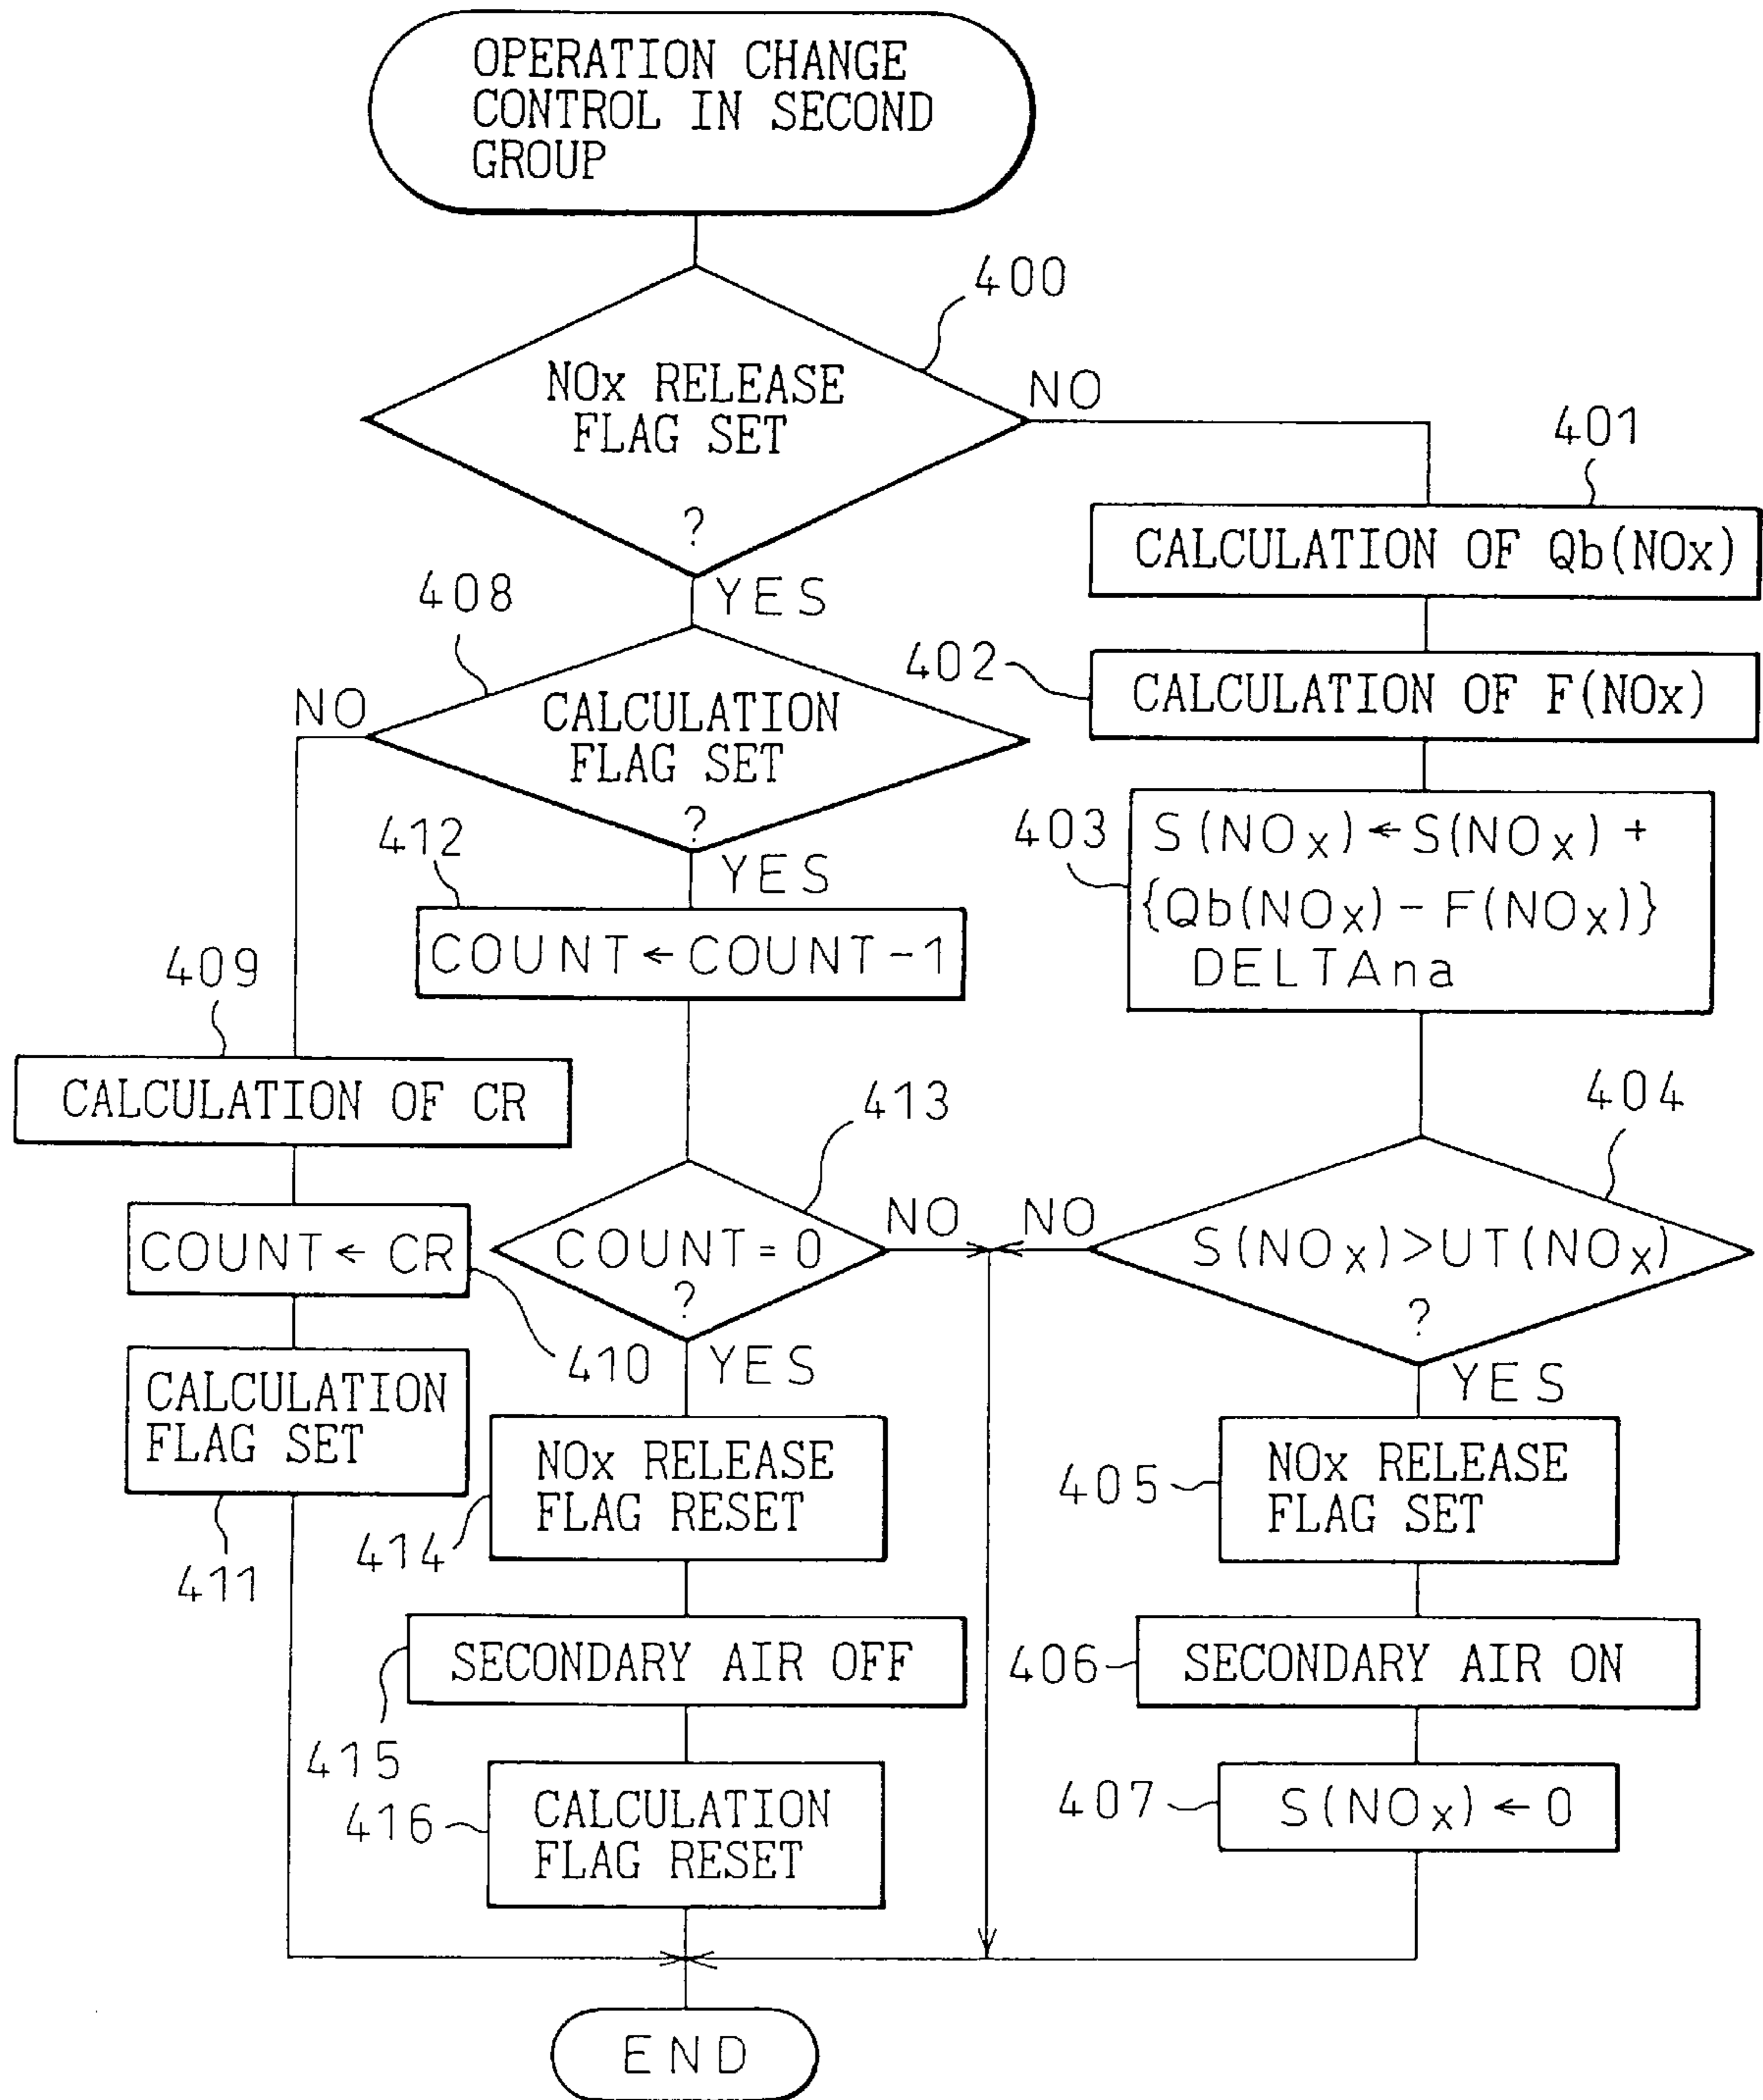 OPERATION CHANGE
CONTROL IN SECOND
GROUP
400
NOx RELEASE
FLAG SET
?
NO
YES
401
CALCULATION OF Qb(NOx)
402
CALCULATION OF F(NOx)
403
S(NOx)←S(NOx)+
{Qb(NOx)-F(NOx)}
DELTAna
408
CALCULATION
FLAG SET
?
NO
YES
412
COUNT←COUNT-1
409
CALCULATION OF CR
COUNT←CR
410
CALCULATION
FLAG SET
411
413
COUNT=0
?
NO
YES
404
S(NOx)>UT(NOx)
?
NO
YES
NOx RELEASE
FLAG RESET
414
SECONDARY AIR OFF
415
416
CALCULATION
FLAG RESET
405
NOx RELEASE
FLAG SET
406
SECONDARY AIR ON
407
S(NOx)←0
END